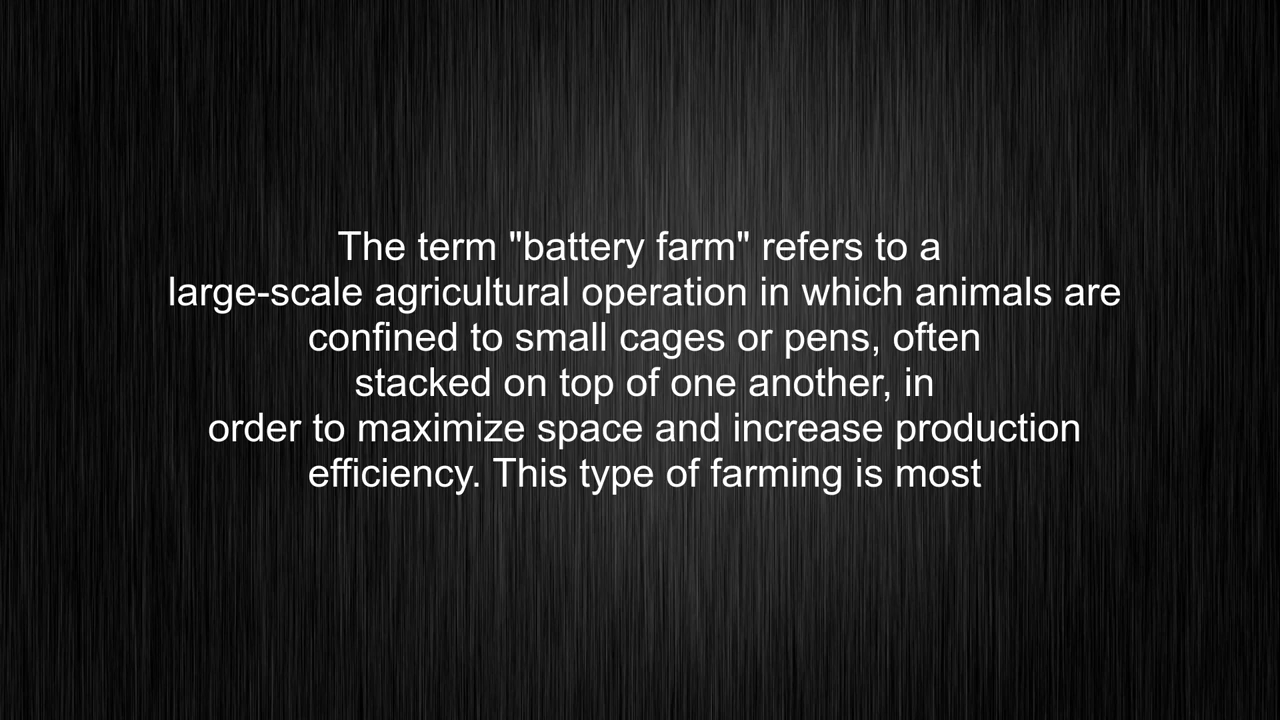 The term "battery farm" refers to a
large-scale agricultural operation in which animals are
confined to small cages or pens, often
stacked on top of one another, in
order to maximize space and increase production
efficiency. This type of farming is most